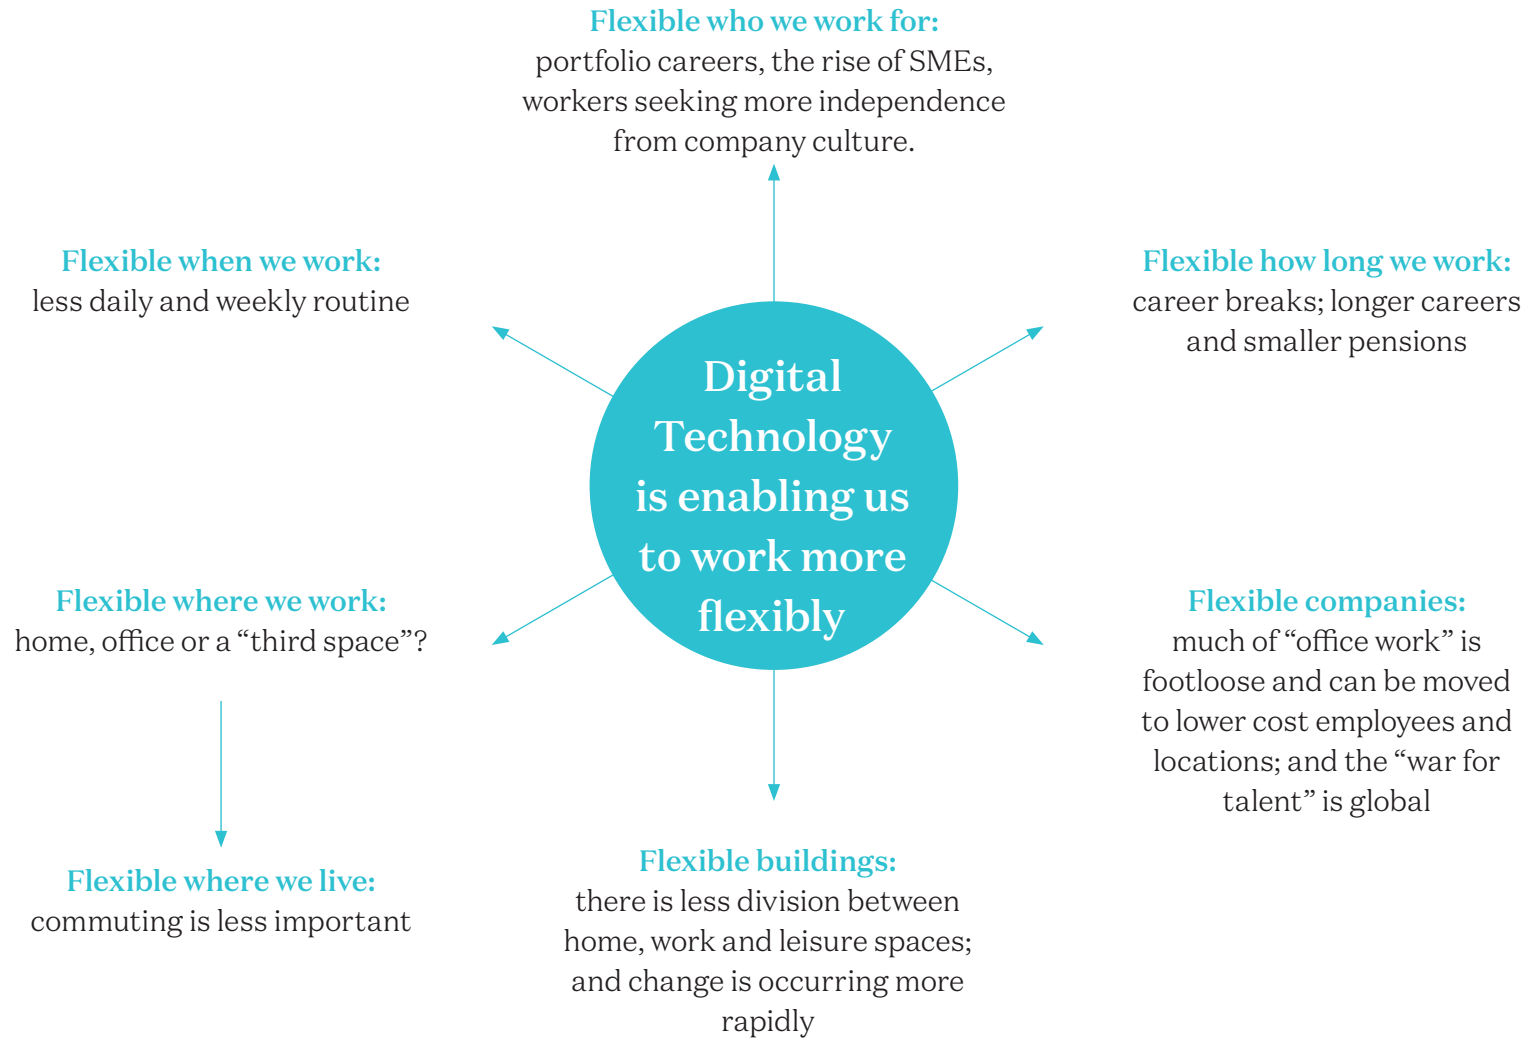 Flexible who we work for:
portfolio careers, the rise of SMEs,
workers seeking more independence
from company culture.
Flexible when we work:
less daily and weekly routine
Flexible how long we work:
career breaks; longer careers
and smaller pensions
Digital
Technology
is enabling us
to work more
flexibly
Flexible where we work:
home, office or a “third space”?
Flexible companies:
much of “office work” is
footloose and can be moved
to lower cost employees and
locations; and the “war for
talent” is global
Flexible where we live:
commuting is less important
Flexible buildings:
there is less division between
home, work and leisure spaces;
and change is occurring more
rapidly